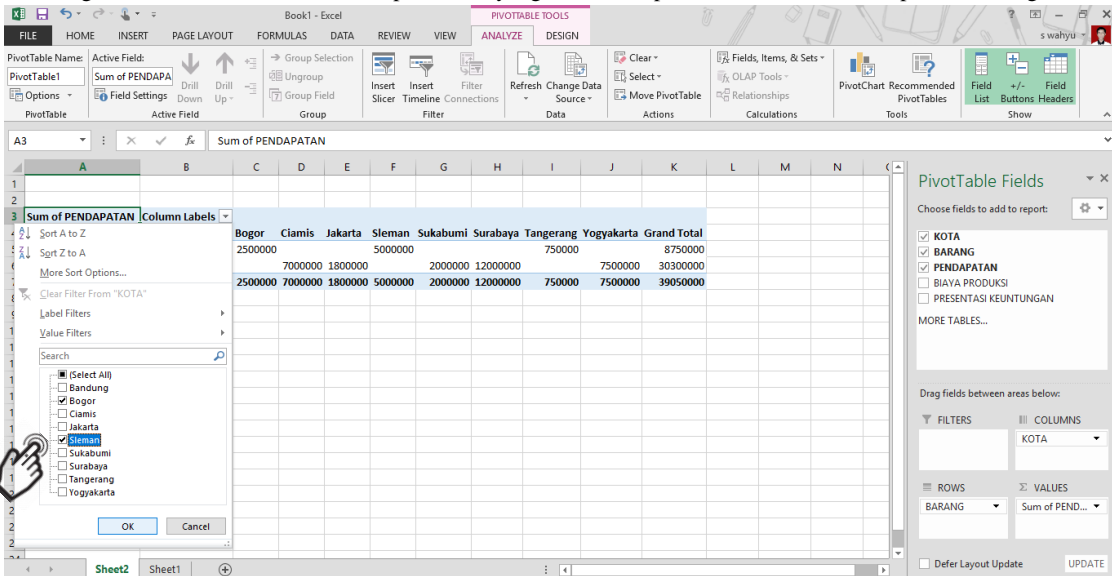 Book1 - Excel
PIVOTTABLE TOOLS
FILE HOME INSERT PAGE LAYOUT FORMULAS DATA REVIEW VIEW ANALYZE DESIGN s wahyu
PivotTable Name: Active Field:
PivotTable1 Sum of PENDAPA
Options Field Settings
Drill Down
Drill Up
Group Selection
Ungroup
Group Field
Insert Slicer
Insert Timeline
Filter Connections
Refresh
Change Data Source
Clear
Select
Move PivotTable
Fields, Items, & Sets
OLAP Tools
Relationships
PivotChart
Recommended PivotTables
Field List
+/- Buttons
Field Headers
PivotTable Active Field Group Filter Data Actions Calculations Tools Show
A3 fx Sum of PENDAPATAN
A B C D E F G H I J K L M N
1
2
3 Sum of PENDAPATAN Column Labels
Bogor Ciamis Jakarta Sleman Sukabumi Surabaya Tangerang Yogyakarta Grand Total
2500000 5000000 750000 8750000
7000000 1800000 2000000 12000000 7500000 30300000
2500000 7000000 1800000 5000000 2000000 12000000 750000 7500000 39050000
Sort A to Z
Sort Z to A
More Sort Options...
Clear Filter From "KOTA"
Label Filters
Value Filters
Search
(Select All)
Bandung
Bogor
Ciamis
Jakarta
Sleman
Sukabumi
Surabaya
Tangerang
Yogyakarta
OK Cancel
PivotTable Fields
Choose fields to add to report:
KOTA
BARANG
PENDAPATAN
BIAYA PRODUKSI
PRESENTASI KEUNTUNGAN
MORE TABLES...
Drag fields between areas below:
FILTERS COLUMNS
KOTA
ROWS Σ VALUES
BARANG Sum of PEND...
Defer Layout Update UPDATE
Sheet2 Sheet1